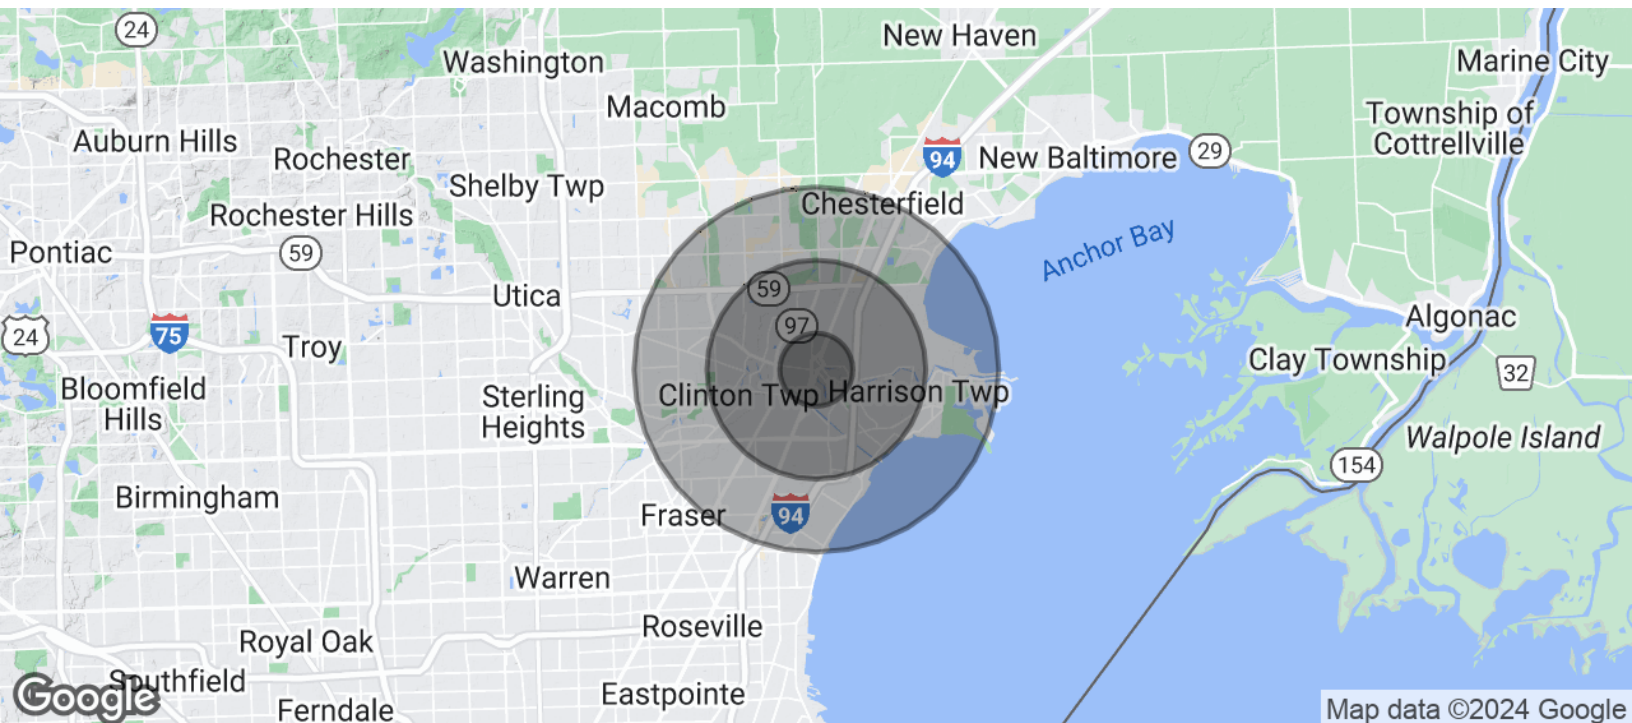 24
New Haven
Washington
Marine City
Macomb
Township of
Cottrellville
Auburn Hills
Rochester
94
New Baltimore
29
Shelby Twp
Rochester Hills
Chesterfield
Pontiac
59
Anchor Bay
Utica
59
97
24
75
Troy
Algonac
Clay Township
32
Bloomfield
Hills
Sterling
Heights
Clinton Twp
Harrison Twp
Walpole Island
154
Birmingham
Fraser
94
Warren
Roseville
Royal Oak
Southfield
Eastpointe
Ferndale
Google
Map data ©2024 Google